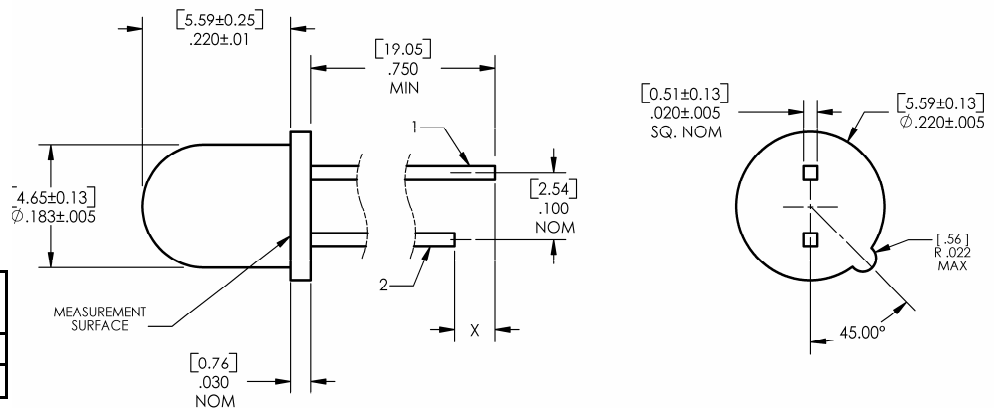 [5.59±0.25]
.220±.01
[19.05]
.750
MIN
1
[2.54]
.100
NOM
4.65±0.13]
Ø.183±.005
2
MEASUREMENT
SURFACE
X
[0.76]
.030
NOM
[0.51±0.13]
.020±.005
SQ. NOM
[5.59±0.13]
Ø.220±.005
[ .56 ]
R .022
MAX
45.00°